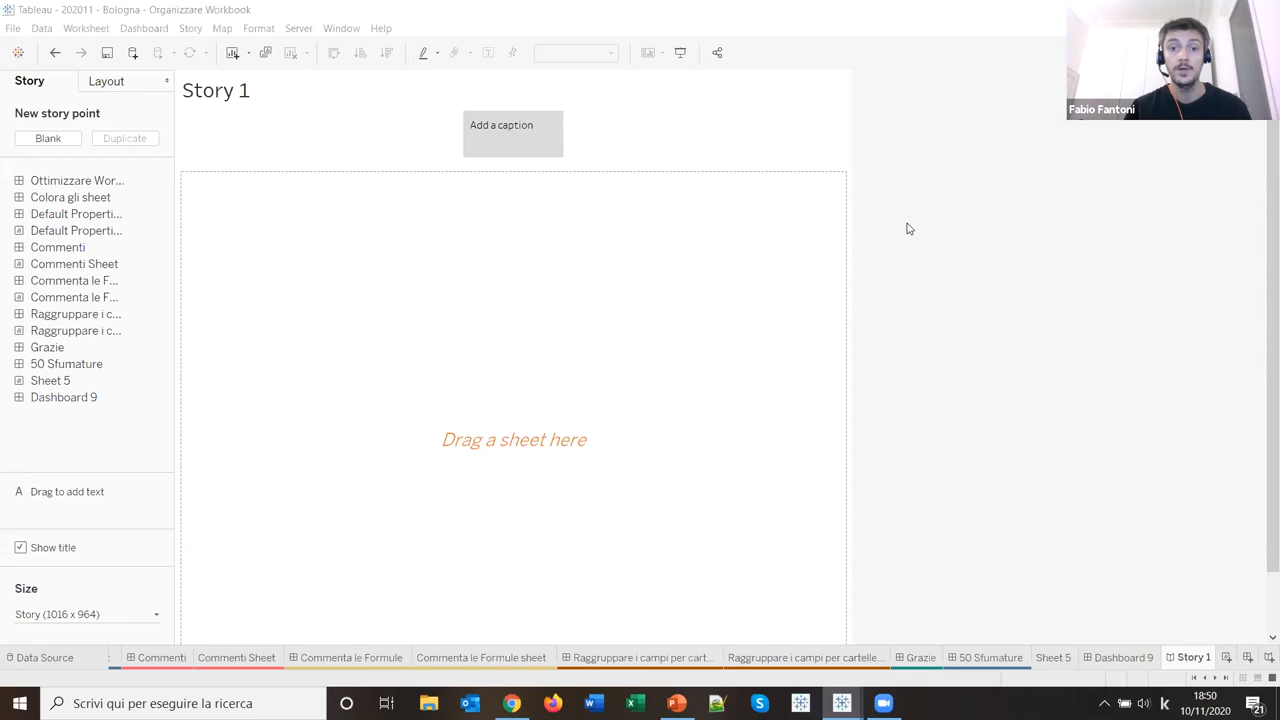 Tableau - 202011 - Bologna - Organizzare Workbook
File Data Worksheet Dashboard Story Map Format Server Window Help
Story Layout
New story point
Blank Duplicate
Ottimizzare Wor...
Colora gli sheet
Default Properti...
Default Properti...
Commenti
Commenti Sheet
Commenta le F...
Commenta le F...
Raggruppare i c...
Raggruppare i c...
Grazie
50 Sfumature
Sheet 5
Dashboard 9
A Drag to add text
Show title
Size
Story (1016 x 964)
Story 1
Add a caption
Drag a sheet here
Fabio Fantoni
Data Source Commenti Commenti Sheet Commenta le Formule Commenta le Formule sheet Raggruppare i campi per cart... Raggruppare i campi per cartelle... Grazie 50 Sfumature Sheet 5 Dashboard 9 Story 1
Scrivi qui per eseguire la ricerca
18:50
10/11/2020
21